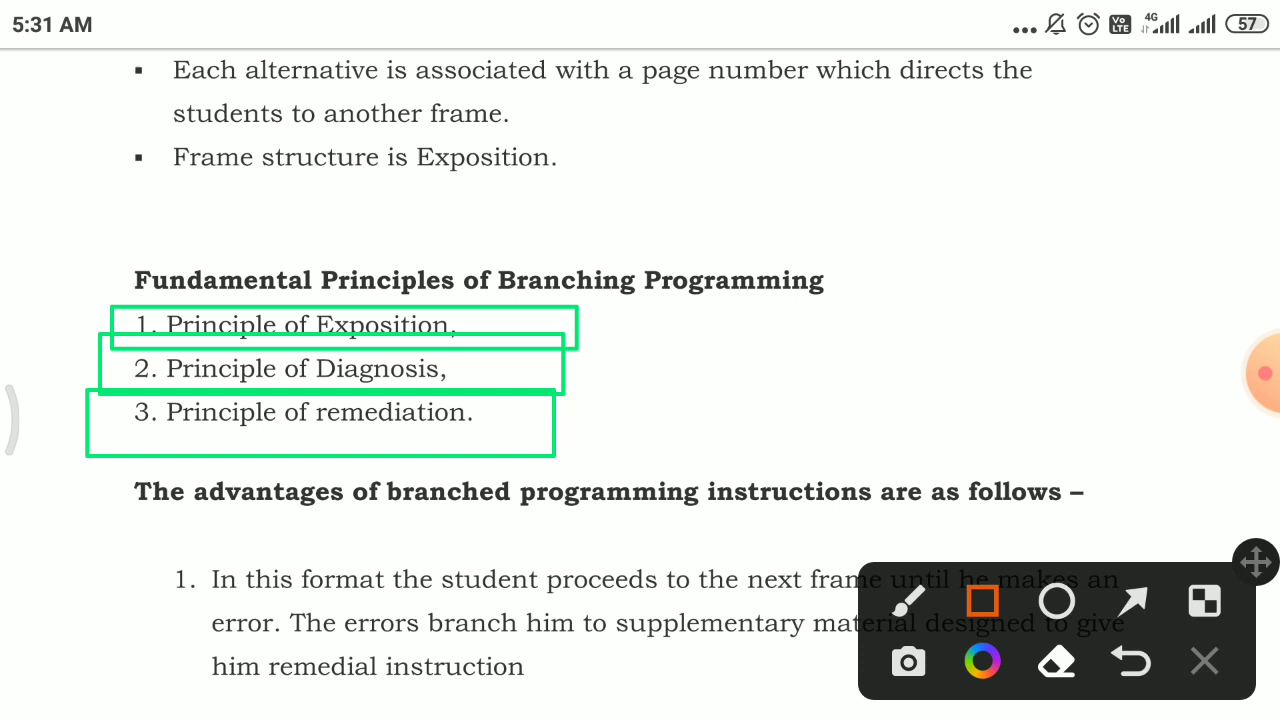 5:31 AM
4G
Vo LTE
57
▪ Each alternative is associated with a page number which directs the
students to another frame.
▪ Frame structure is Exposition.
Fundamental Principles of Branching Programming
1. Principle of Exposition,
2. Principle of Diagnosis,
3. Principle of remediation.
The advantages of branched programming instructions are as follows –
1. In this format the student proceeds to the next frame until he makes an
error. The errors branch him to supplementary material designed to give
him remedial instruction